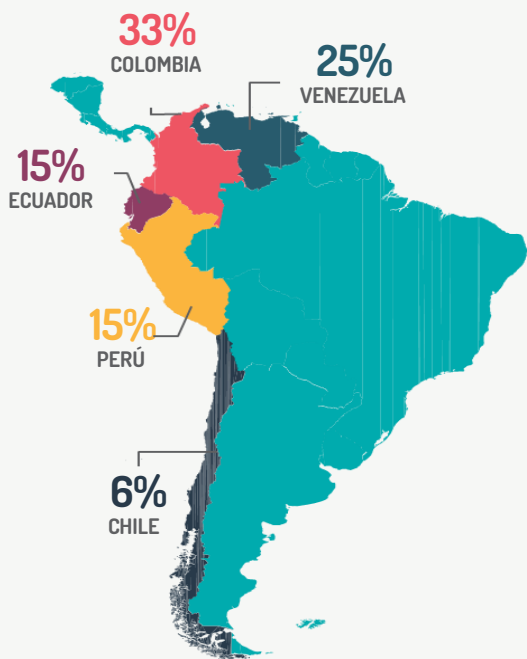 33%
COLOMBIA
25%
VENEZUELA
15%
ECUADOR
15%
PERÚ
6%
CHILE